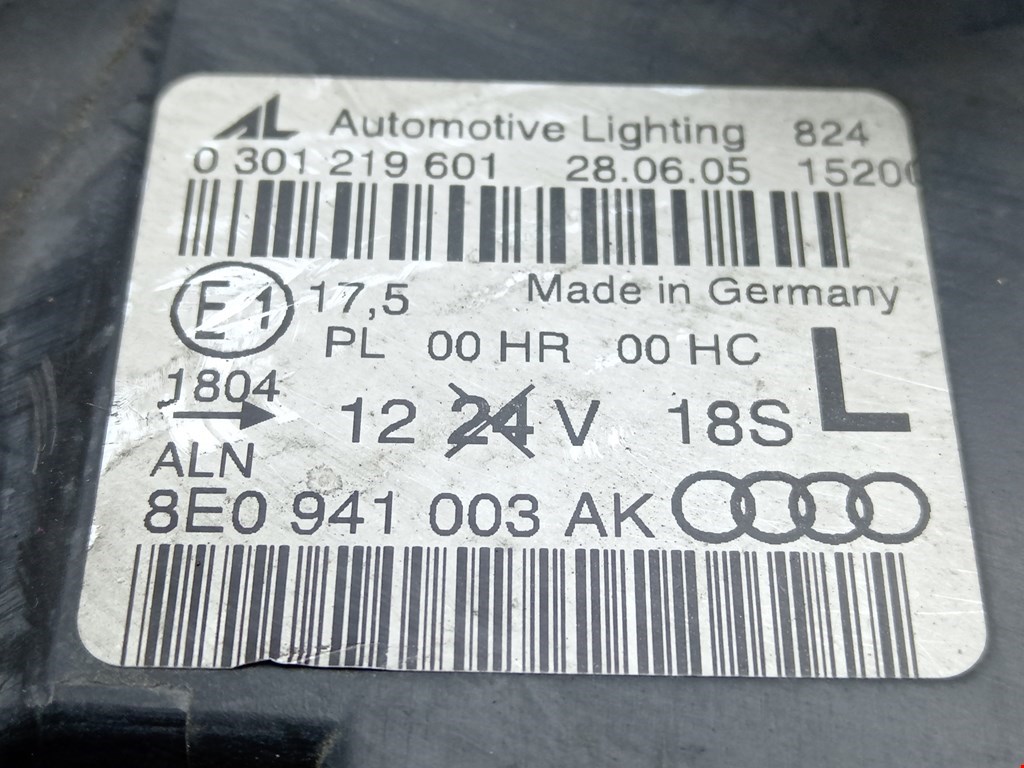 AL Automotive Lighting 824
0 301 219 601 28.06.05 15200
E1 17,5 Made in Germany
PL 00 HR 00 HC
1804
12 24 V 18S L
ALN
8E0 941 003 AK